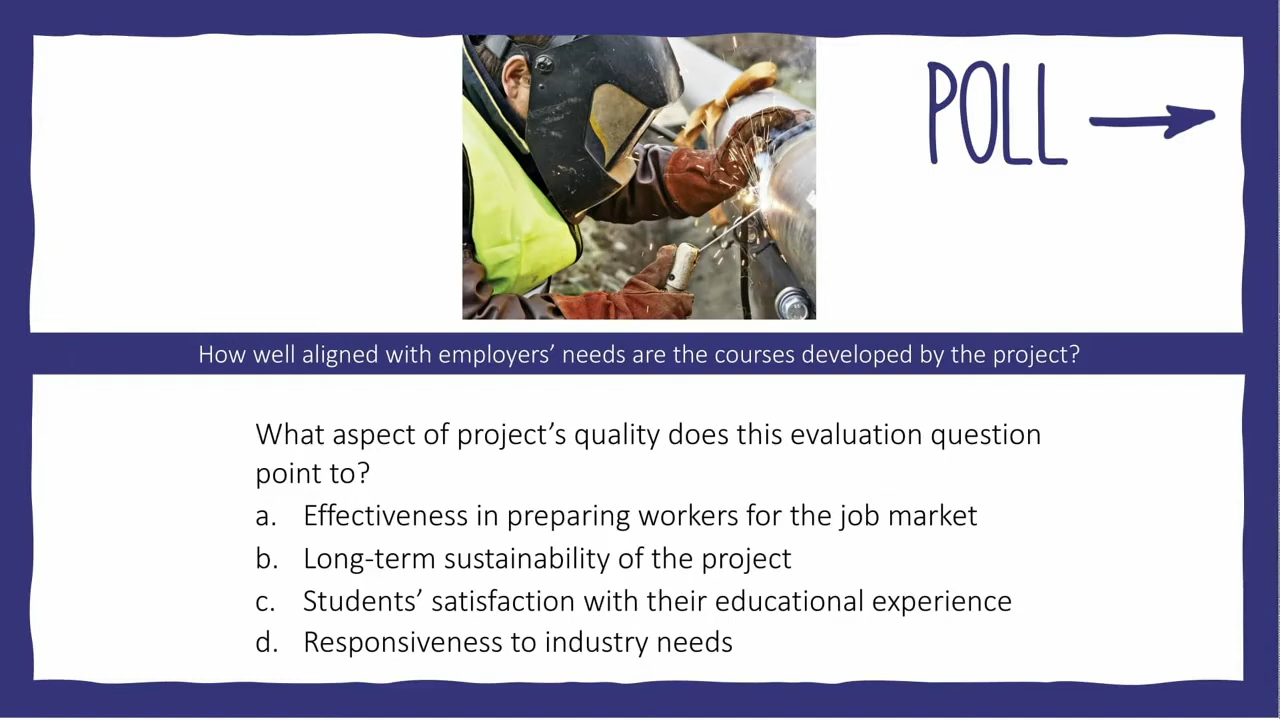 POLL
How well aligned with employers’ needs are the courses developed by the project?
What aspect of project’s quality does this evaluation question
point to?
a. Effectiveness in preparing workers for the job market
b. Long-term sustainability of the project
c. Students’ satisfaction with their educational experience
d. Responsiveness to industry needs